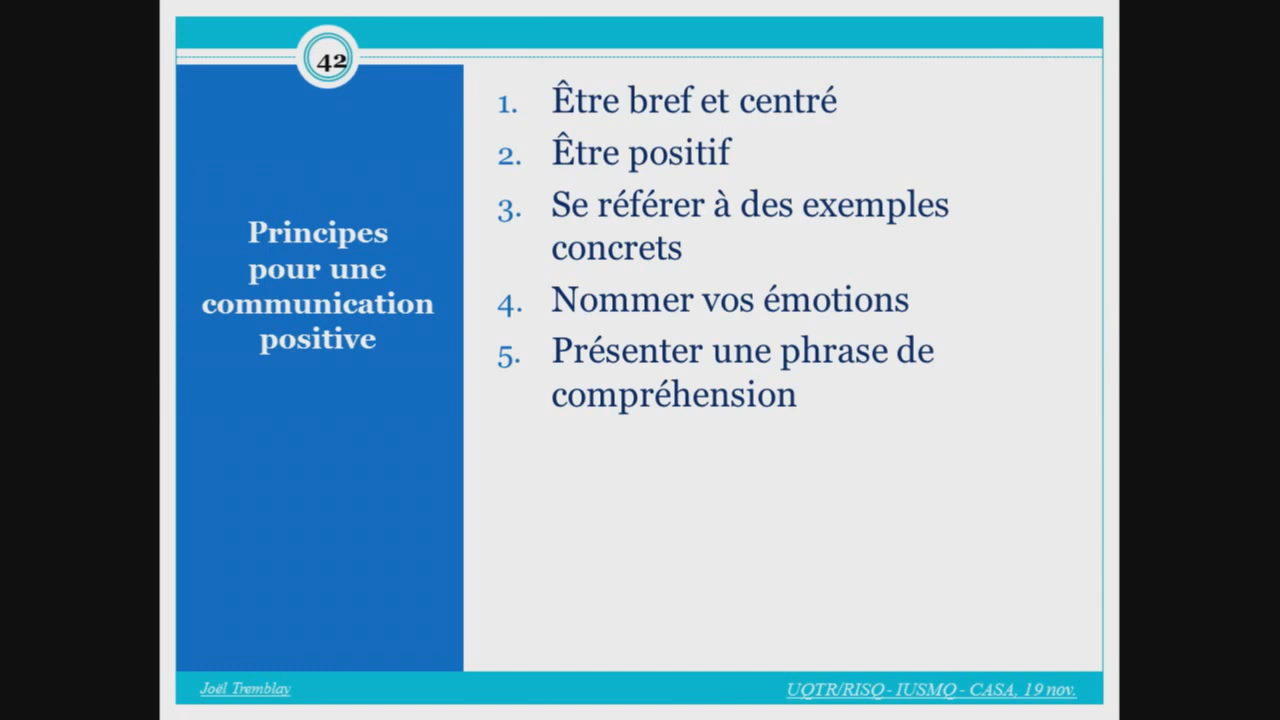 42
Principes
pour une
communication
positive
1. Être bref et centré
2. Être positif
3. Se référer à des exemples
concrets
4. Nommer vos émotions
5. Présenter une phrase de
compréhension
Joël Tremblay
UQTR/RISQ - IUSMQ - CASA, 19 nov.